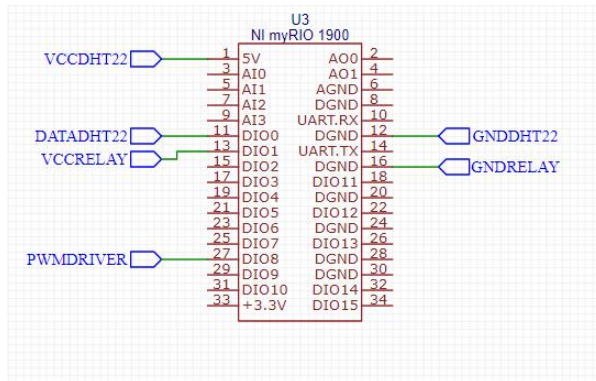 U3
NI myRIO 1900
VCCDHT22 1 5V AO0 2
3 AI0 AO1 4
5 AI1 AGND 6
7 AI2 DGND 8
9 AI3 UART.RX 10
DATADHT22 11 DIO0 DGND 12 GNDDHT22
VCCRELAY 13 DIO1 UART.TX 14
15 DIO2 DGND 16 GNDRELAY
17 DIO3 DIO11 18
19 DIO4 DGND 20
21 DIO5 DIO12 22
23 DIO6 DGND 24
25 DIO7 DIO13 26
PWMDRIVER 27 DIO8 DGND 28
29 DIO9 DGND 30
31 DIO10 DIO14 32
33 +3.3V DIO15 34